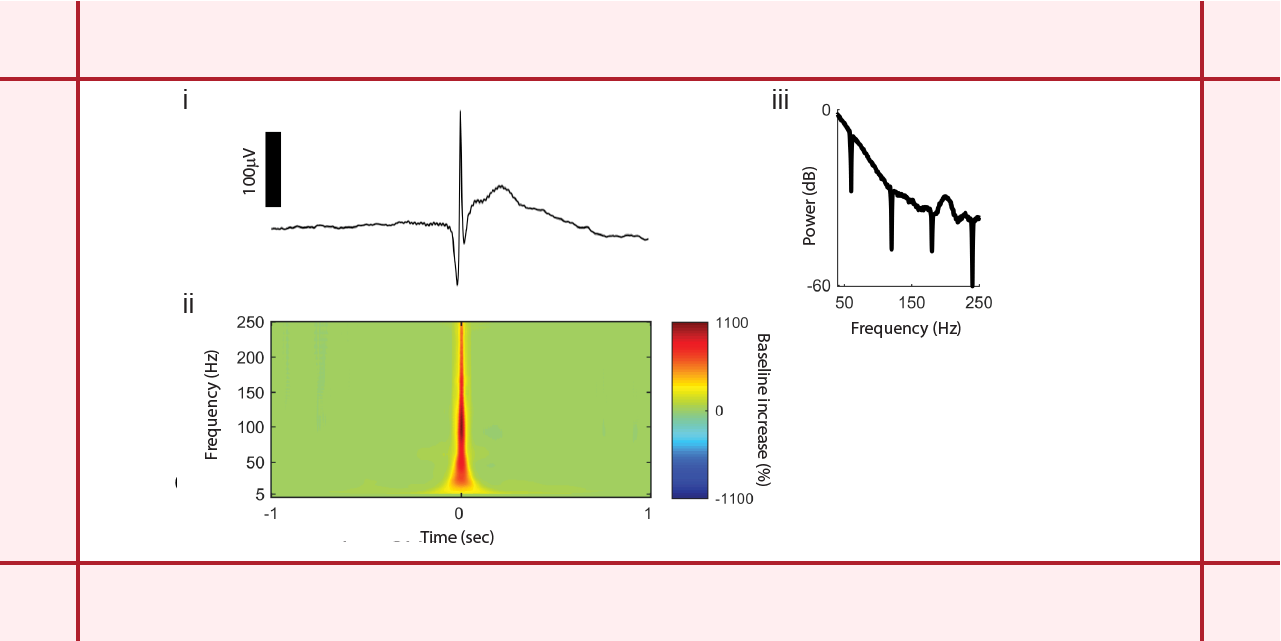 i
100µV
ii
250
200
150
100
50
5
Frequency (Hz)
-1
0
1
Time (sec)
1100
0
-1100
Baseline increase (%)
iii
0
-60
Power (dB)
50
150
250
Frequency (Hz)